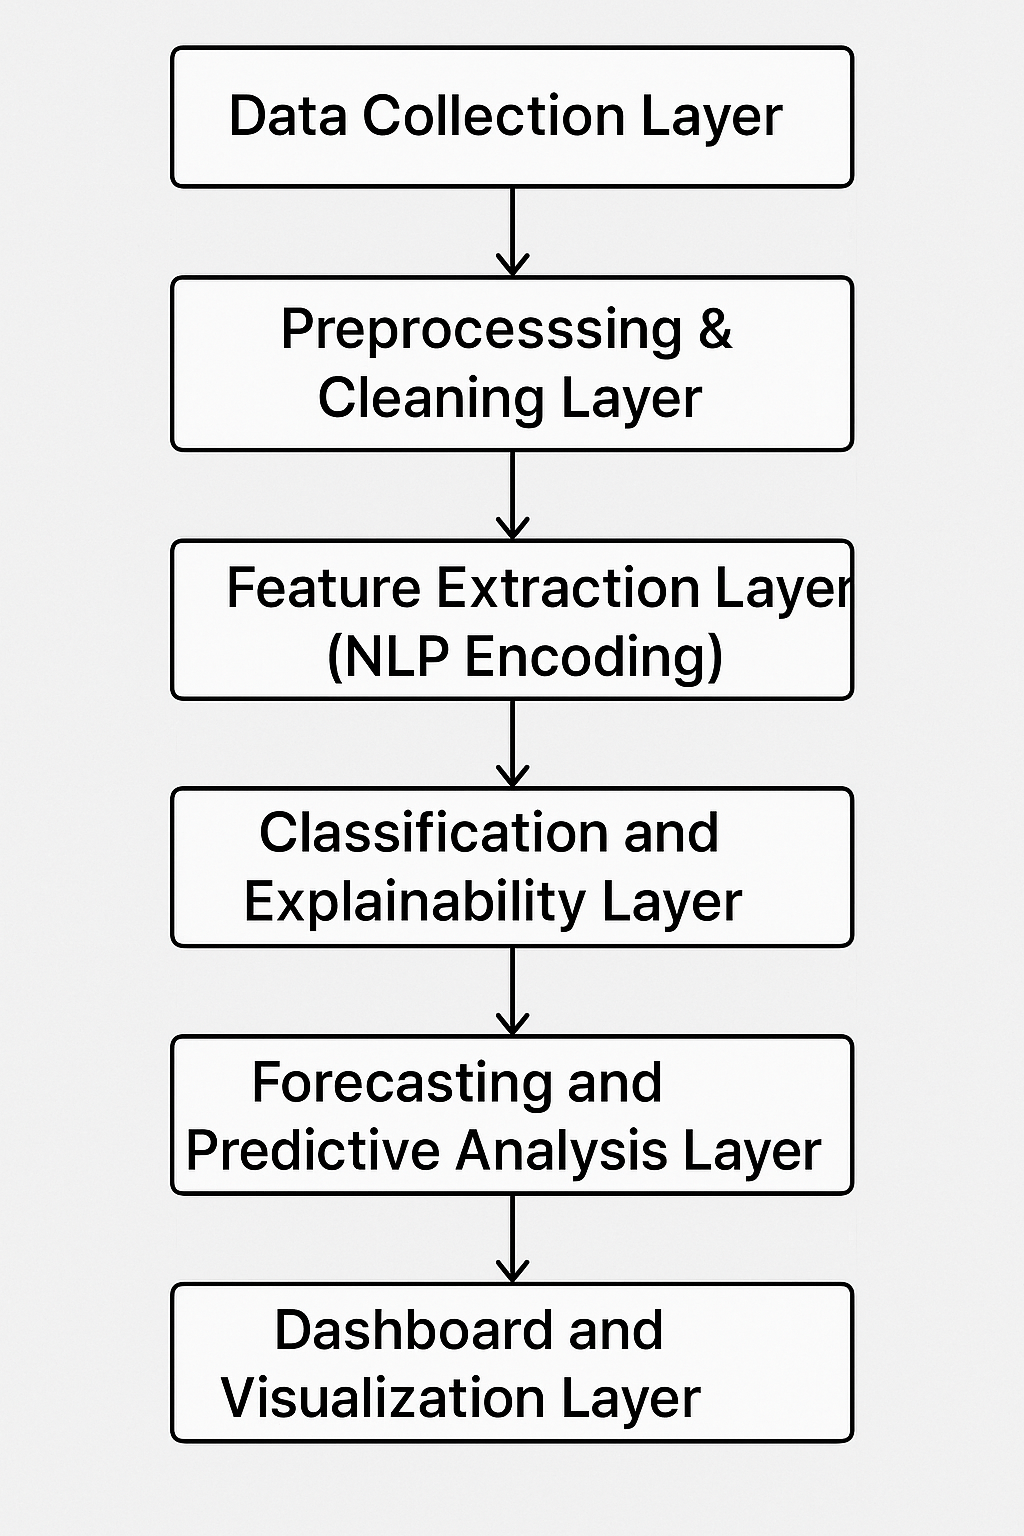 Data Collection Layer
Preprocesssing &
Cleaning Layer
Feature Extraction Layer
(NLP Encoding)
Classification and
Explainability Layer
Forecasting and
Predictive Analysis Layer
Dashboard and
Visualization Layer